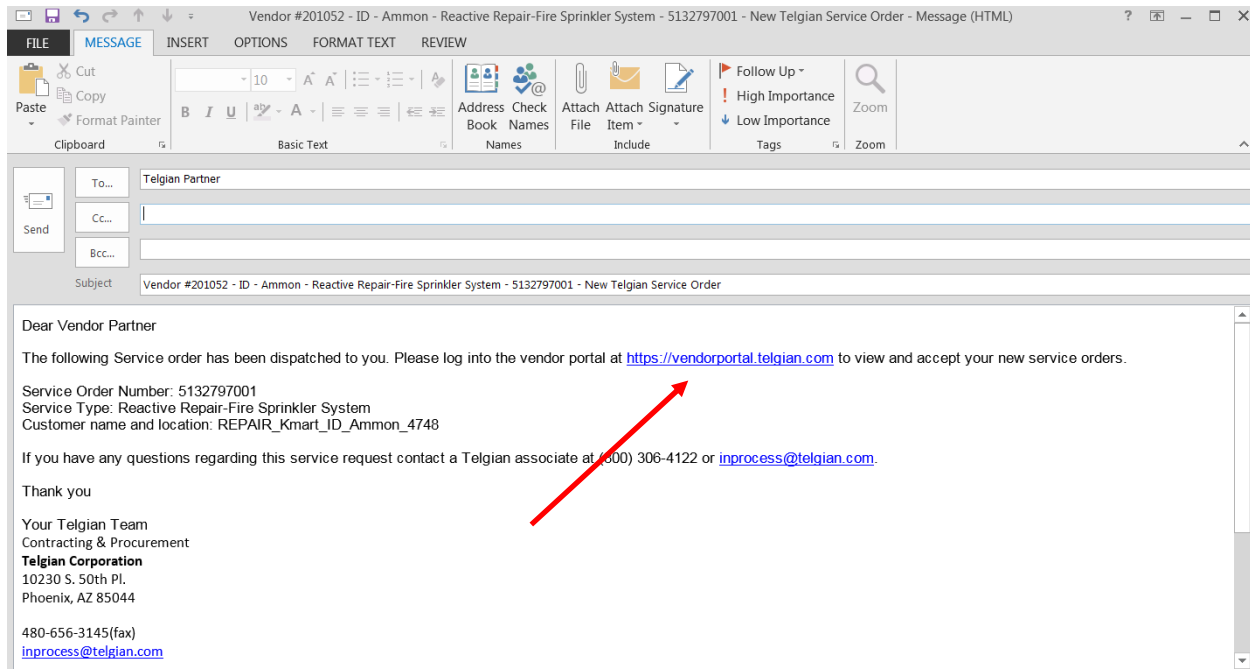 Vendor #201052 - ID - Ammon - Reactive Repair-Fire Sprinkler System - 5132797001 - New Telgian Service Order - Message (HTML)
FILE MESSAGE INSERT OPTIONS FORMAT TEXT REVIEW
Paste
Cut
Copy
Format Painter
Clipboard
10
B I U
Basic Text
Address Book
Check Names
Names
Attach File
Attach Item
Signature
Include
Follow Up
High Importance
Low Importance
Tags
Zoom
Zoom
Send
To... Telgian Partner
Cc...
Bcc...
Subject Vendor #201052 - ID - Ammon - Reactive Repair-Fire Sprinkler System - 5132797001 - New Telgian Service Order
Dear Vendor Partner
The following Service order has been dispatched to you. Please log into the vendor portal at https://vendorportal.telgian.com to view and accept your new service orders.
Service Order Number: 5132797001
Service Type: Reactive Repair-Fire Sprinkler System
Customer name and location: REPAIR_Kmart_ID_Ammon_4748
If you have any questions regarding this service request contact a Telgian associate at (800) 306-4122 or inprocess@telgian.com.
Thank you
Your Telgian Team
Contracting & Procurement
Telgian Corporation
10230 S. 50th Pl.
Phoenix, AZ 85044
480-656-3145(fax)
inprocess@telgian.com